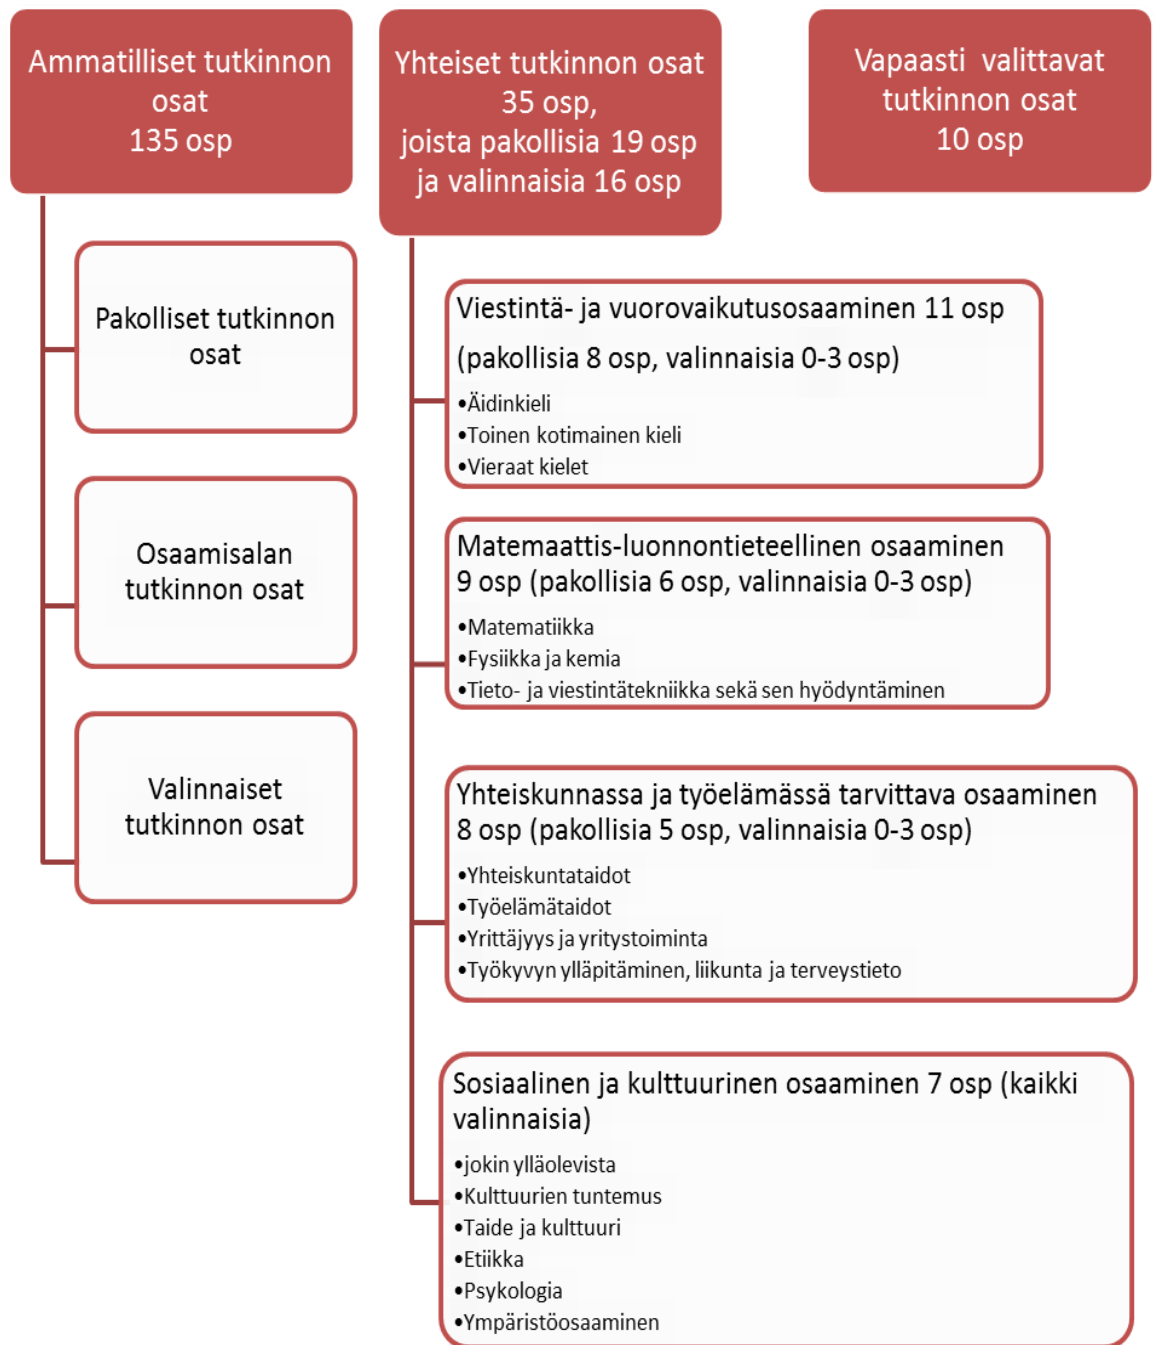 Ammatilliset tutkinnon
osat
135 osp
Pakolliset tutkinnon
osat
Osaamisalan
tutkinnon osat
Valinnaiset
tutkinnon osat
Yhteiset tutkinnon osat
35 osp,
joista pakollisia 19 osp
ja valinnaisia 16 osp
Viestintä- ja vuorovaikutusosaaminen 11 osp
(pakollisia 8 osp, valinnaisia 0-3 osp)
•Äidinkieli
•Toinen kotimainen kieli
•Vieraat kielet
Matemaattis-luonnontieteellinen osaaminen
9 osp (pakollisia 6 osp, valinnaisia 0-3 osp)
•Matematiikka
•Fysiikka ja kemia
•Tieto- ja viestintätekniikka sekä sen hyödyntäminen
Yhteiskunnassa ja työelämässä tarvittava osaaminen
8 osp (pakollisia 5 osp, valinnaisia 0-3 osp)
•Yhteiskuntataidot
•Työelämätaidot
•Yrittäjyys ja yritystoiminta
•Työkyvyn ylläpitäminen, liikunta ja terveystieto
Sosiaalinen ja kulttuurinen osaaminen 7 osp (kaikki
valinnaisia)
•jokin ylläolevista
•Kulttuurien tuntemus
•Taide ja kulttuuri
•Etiikka
•Psykologia
•Ympäristöosaaminen
Vapaasti valittavat
tutkinnon osat
10 osp